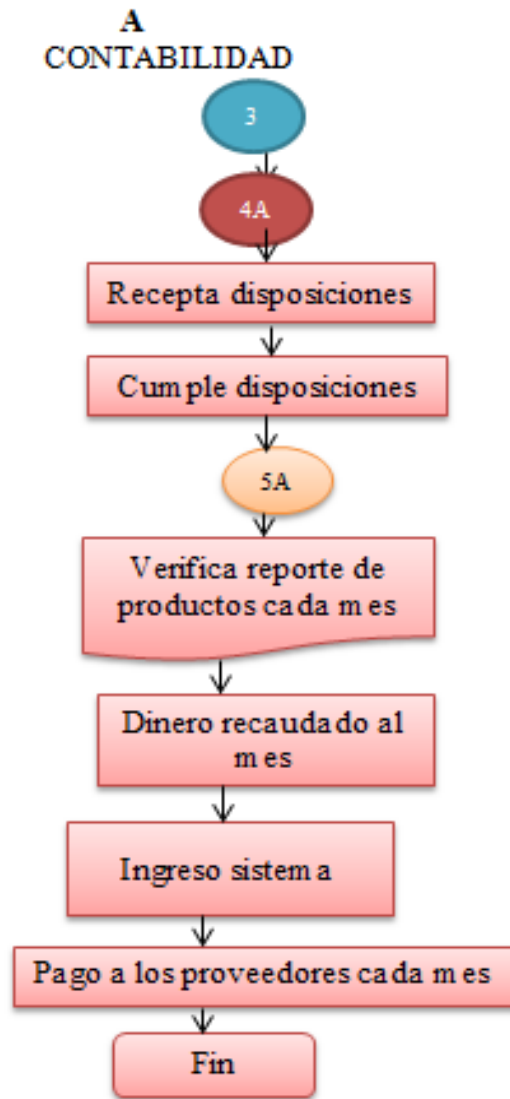 A
CONTABILIDAD
3
4A
Recepta disposiciones
Cumple disposiciones
5A
Verifica reporte de
productos cada mes
Dinero recaudado al
mes
Ingreso sistema
Pago a los proveedores cada mes
Fin